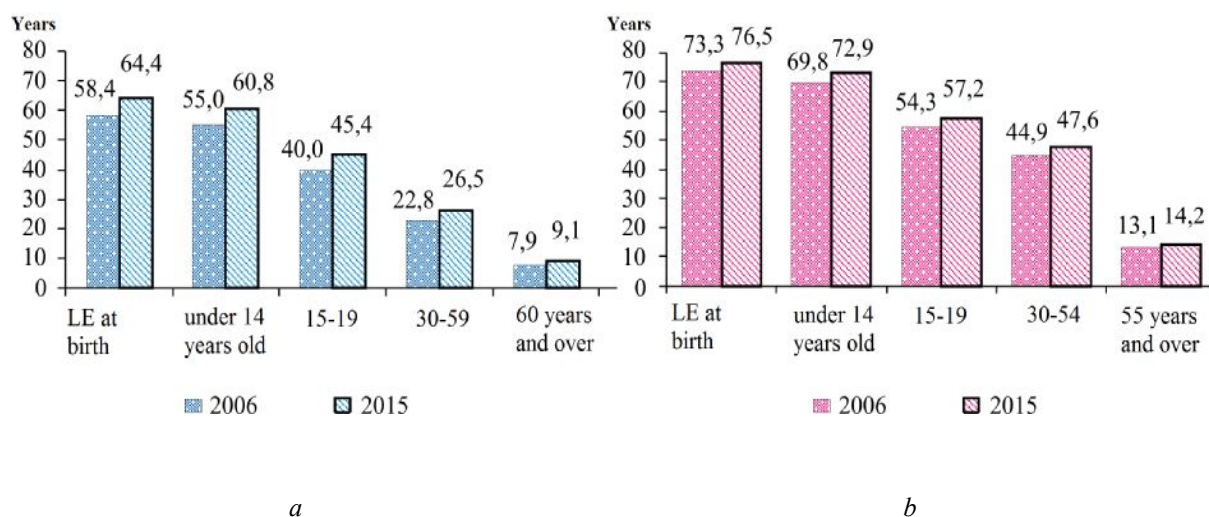 Years
80
70
60
50
40
30
20
10
0
58,4 64,4
55,0 60,8
40,0 45,4
22,8 26,5
7,9 9,1
LE at
birth
under 14
years old
15-19
30-59
60 years
and over
2006 2015
a
Years
80
70
60
50
40
30
20
10
0
73,3 76,5
69,8 72,9
54,3 57,2
44,9 47,6
13,1 14,2
LE at
birth
under 14
years old
15-19
30-54
55 years
and over
2006 2015
b